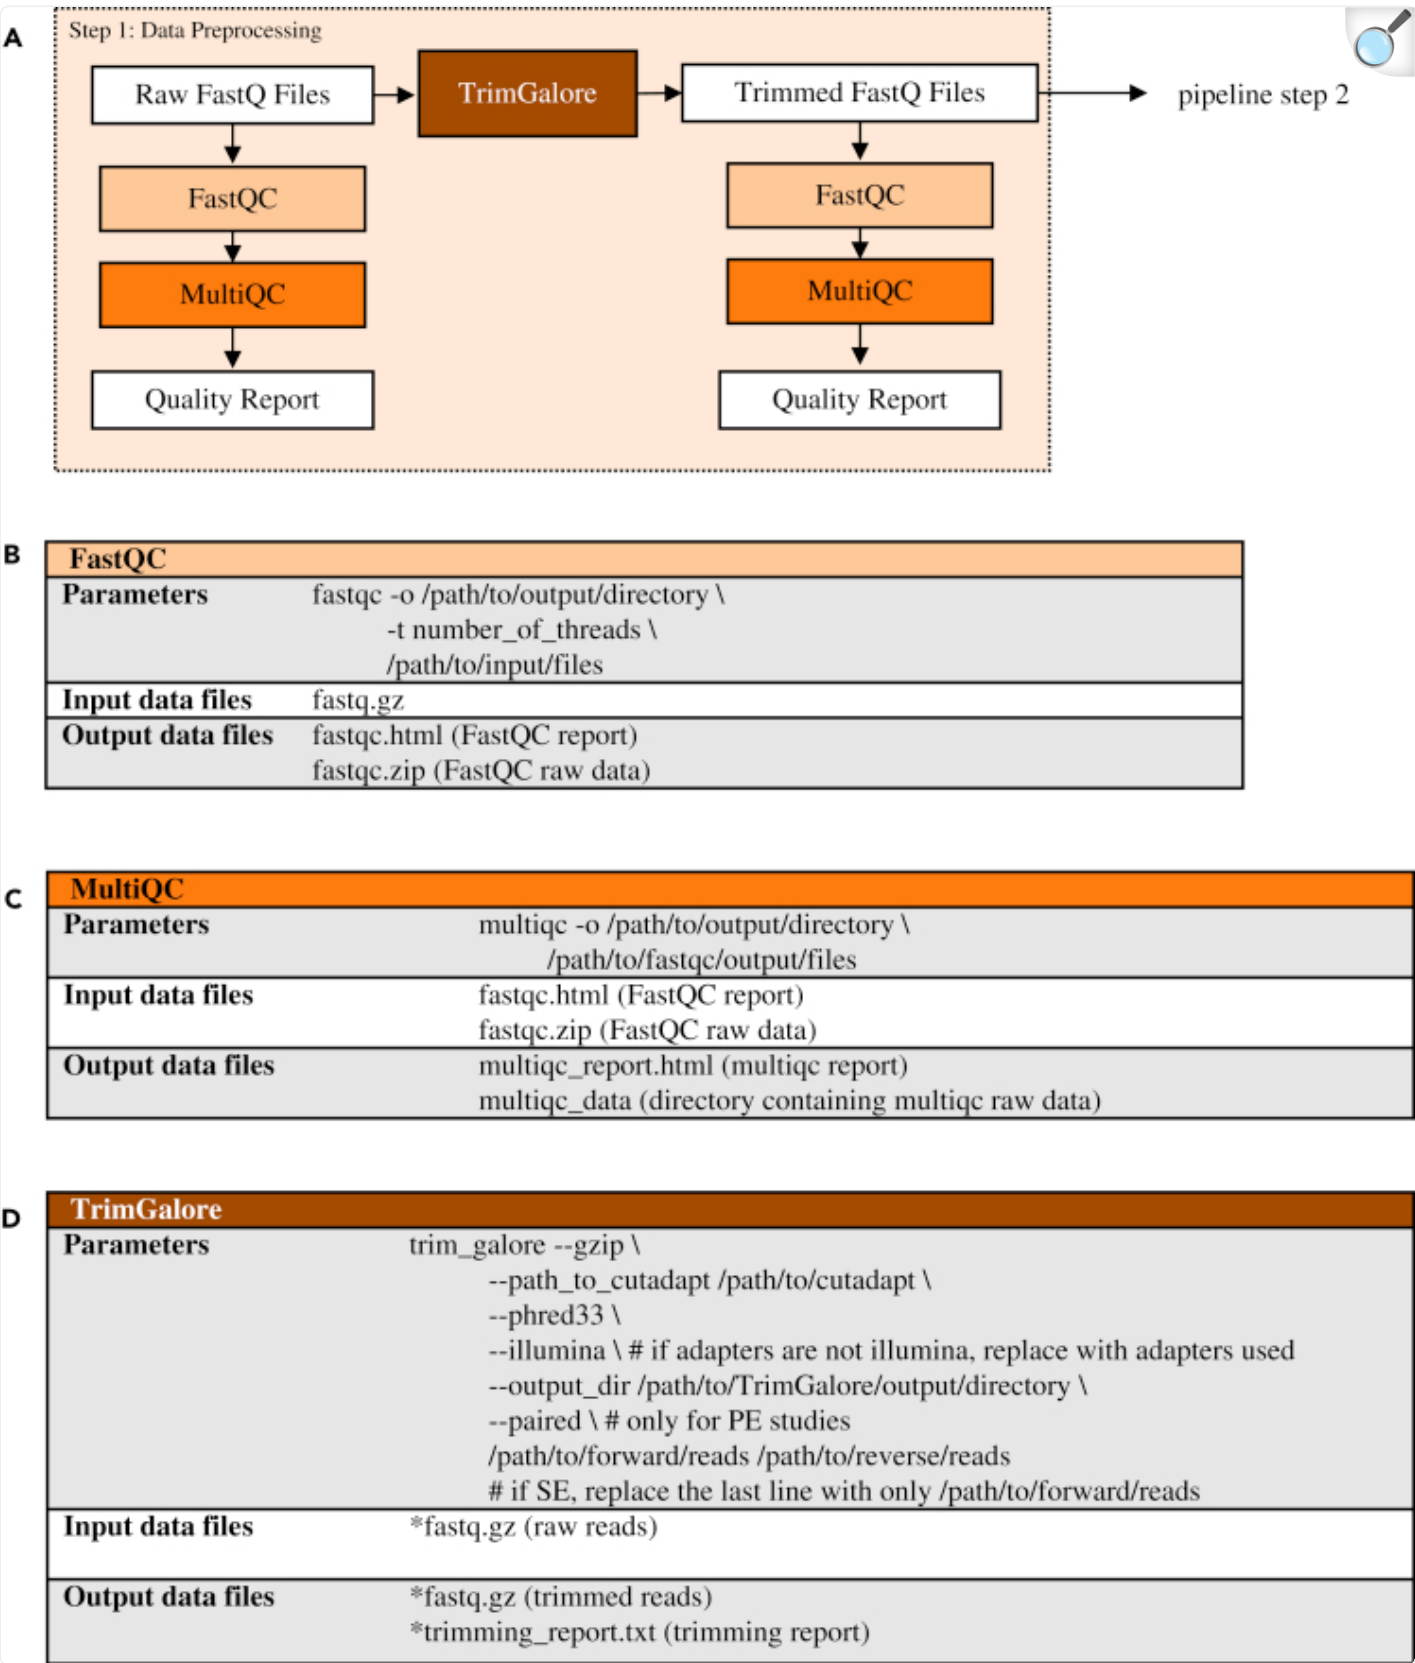 A
Step 1: Data Preprocessing
Raw FastQ Files
TrimGalore
Trimmed FastQ Files
pipeline step 2
FastQC
FastQC
MultiQC
MultiQC
Quality Report
Quality Report
B
FastQC
Parameters fastqc -o /path/to/output/directory \
-t number_of_threads \
/path/to/input/files
Input data files fastq.gz
Output data files fastqc.html (FastQC report)
fastqc.zip (FastQC raw data)
C
MultiQC
Parameters multiqc -o /path/to/output/directory \
/path/to/fastqc/output/files
Input data files fastqc.html (FastQC report)
fastqc.zip (FastQC raw data)
Output data files multiqc_report.html (multiqc report)
multiqc_data (directory containing multiqc raw data)
D
TrimGalore
Parameters trim_galore --gzip \
--path_to_cutadapt /path/to/cutadapt \
--phred33 \
--illumina \ # if adapters are not illumina, replace with adapters used
--output_dir /path/to/TrimGalore/output/directory \
--paired \ # only for PE studies
/path/to/forward/reads /path/to/reverse/reads
# if SE, replace the last line with only /path/to/forward/reads
Input data files *fastq.gz (raw reads)
Output data files *fastq.gz (trimmed reads)
*trimming_report.txt (trimming report)